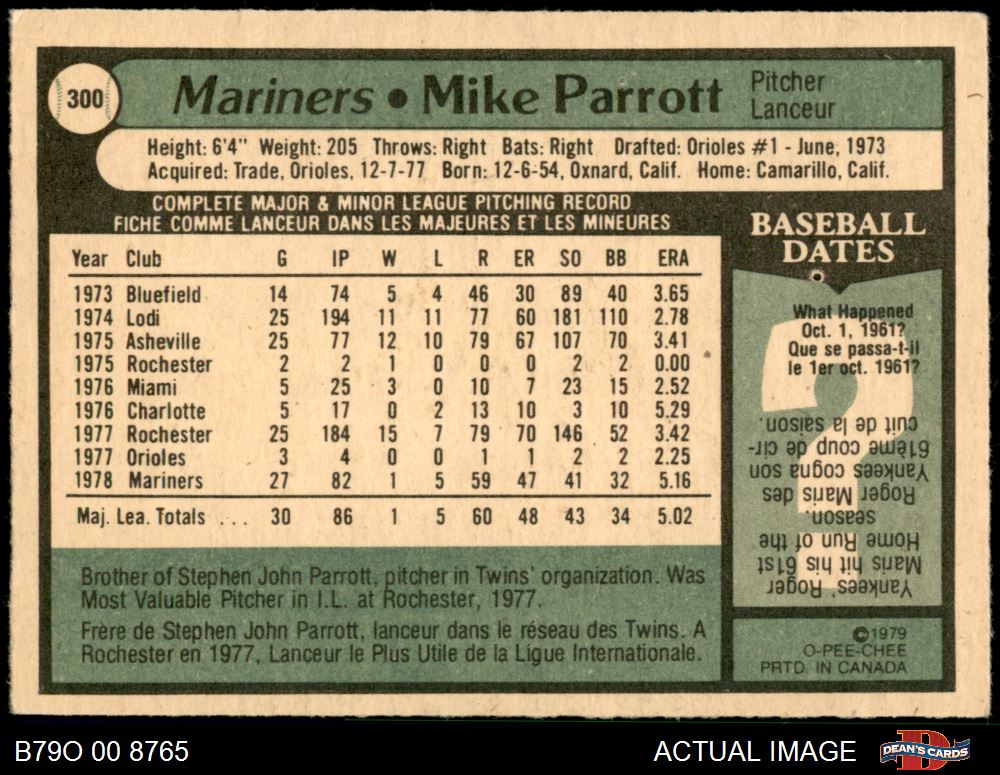 300
Mariners • Mike Parrott
Pitcher
Lanceur
Height: 6'4" Weight: 205 Throws: Right Bats: Right Drafted: Orioles #1 - June, 1973
Acquired: Trade, Orioles, 12-7-77 Born: 12-6-54, Oxnard, Calif. Home: Camarillo, Calif.
COMPLETE MAJOR & MINOR LEAGUE PITCHING RECORD
FICHE COMME LANCEUR DANS LES MAJEURES ET LES MINEURES
Year Club G IP W L R ER SO BB ERA
1973 Bluefield 14 74 5 4 46 30 89 40 3.65
1974 Lodi 25 194 11 11 77 60 181 110 2.78
1975 Asheville 25 77 12 10 79 67 107 70 3.41
1975 Rochester 2 2 1 0 0 0 2 2 0.00
1976 Miami 5 25 3 0 10 7 23 15 2.52
1976 Charlotte 5 17 0 2 13 10 3 10 5.29
1977 Rochester 25 184 15 7 79 70 146 52 3.42
1977 Orioles 3 4 0 0 1 1 2 2 2.25
1978 Mariners 27 82 1 5 59 47 41 32 5.16
Maj. Lea. Totals ... 30 86 1 5 60 48 43 34 5.02
Brother of Stephen John Parrott, pitcher in Twins' organization. Was
Most Valuable Pitcher in I.L. at Rochester, 1977.
Frère de Stephen John Parrott, lanceur dans le réseau des Twins. A
Rochester en 1977, Lanceur le Plus Utile de la Ligue Internationale.
BASEBALL
DATES
What Happened
Oct. 1, 1961?
Que se passa-t-il
le 1er oct. 1961?
Yankees' Roger
Maris hit his 61st
Home Run of the
season.
Roger Maris des
Yankees cogna son
61ème coup de cir-
cuit de la saison.
©1979
O-PEE-CHEE
PRTD. IN CANADA
B79O 00 8765
ACTUAL IMAGE
DEAN'S CARDS